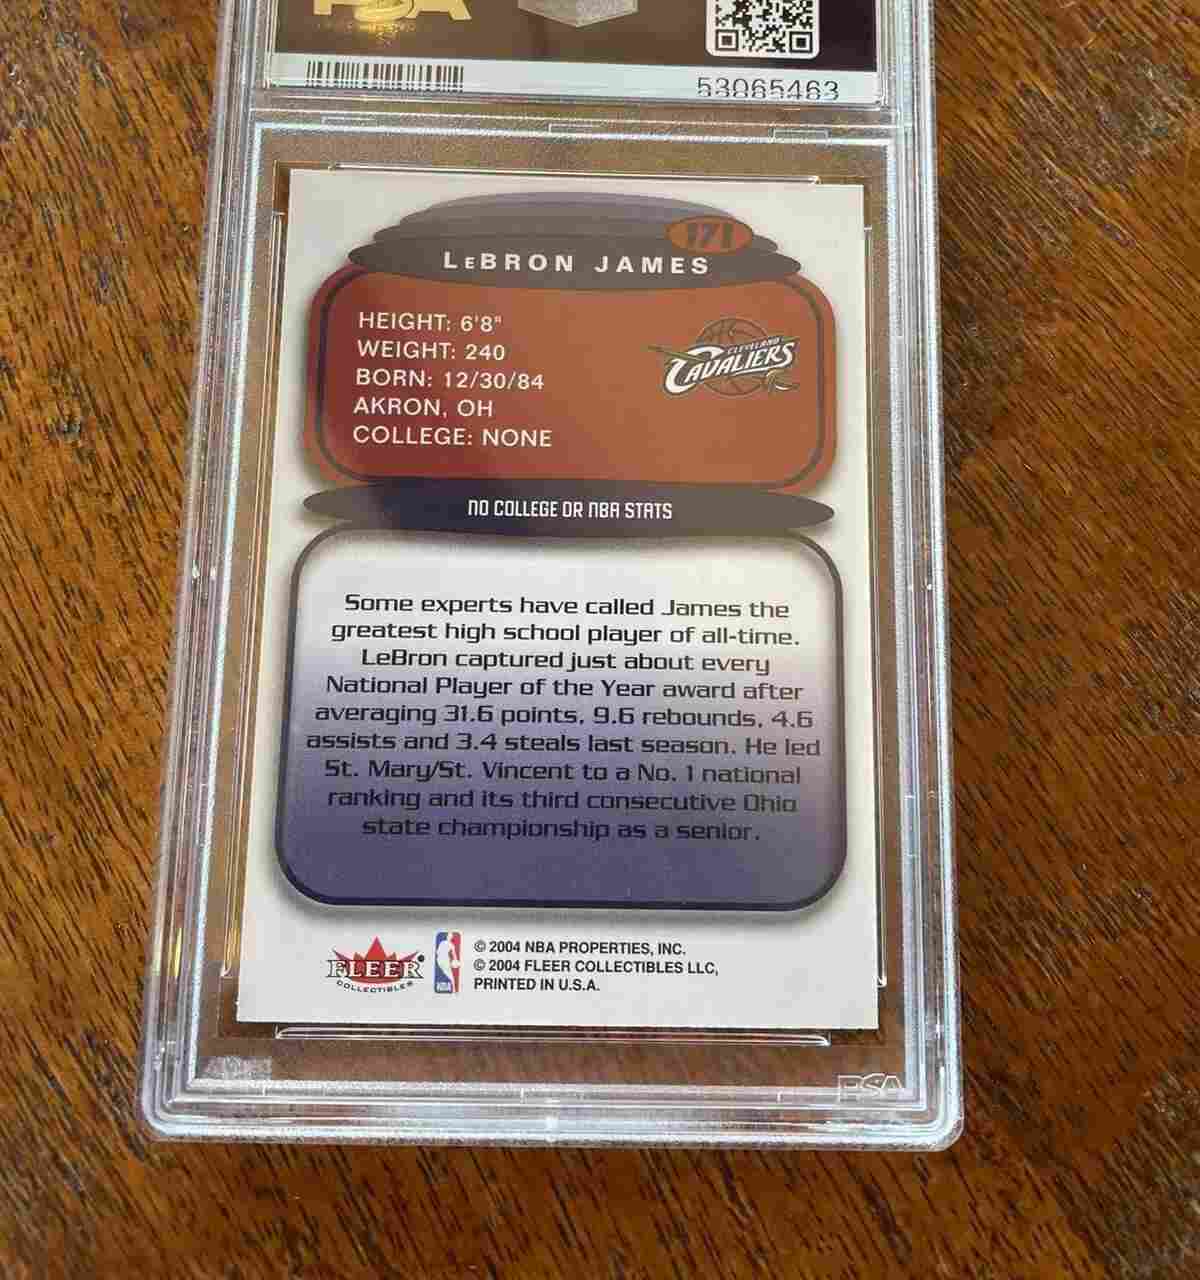 PSA
53065463
171
LeBRON JAMES
HEIGHT: 6'8"
WEIGHT: 240
BORN: 12/30/84
AKRON, OH
COLLEGE: NONE
CLEVELAND
CAVALIERS
NO COLLEGE OR NBA STATS
Some experts have called James the
greatest high school player of all-time.
LeBron captured just about every
National Player of the Year award after
averaging 31.6 points, 9.6 rebounds, 4.6
assists and 3.4 steals last season. He led
St. Mary/St. Vincent to a No. 1 national
ranking and its third consecutive Ohio
state championship as a senior.
FLEER
COLLECTIBLES
NBA
© 2004 NBA PROPERTIES, INC.
© 2004 FLEER COLLECTIBLES LLC,
PRINTED IN U.S.A.
PSA